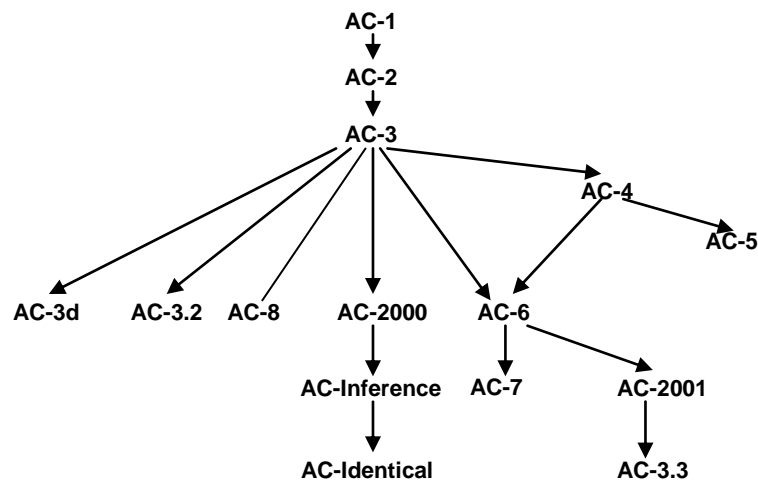 AC-1
AC-2
AC-3
AC-4
AC-5
AC-3d
AC-3.2
AC-8
AC-2000
AC-6
AC-Inference
AC-7
AC-2001
AC-Identical
AC-3.3